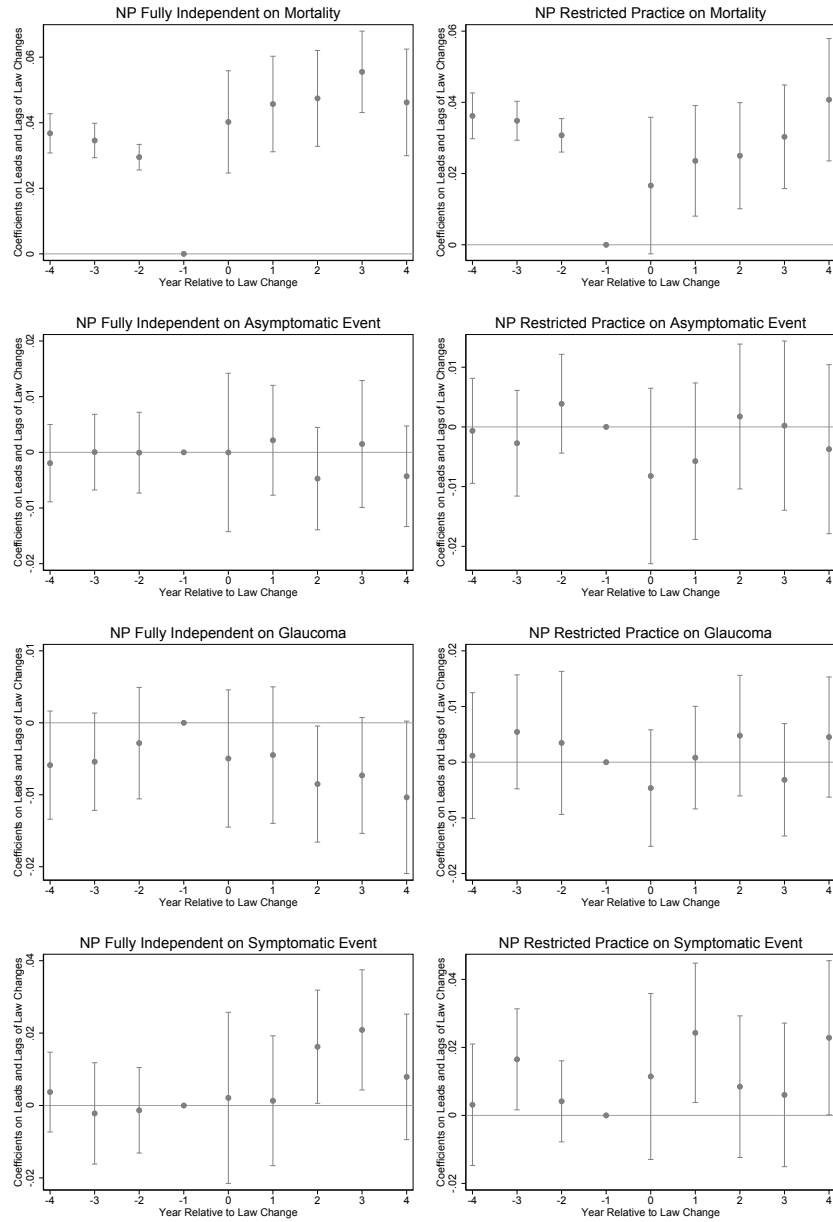 NP Fully Independent on Mortality
Coefficients on Leads and Lags of Law Changes
.06
.04
.02
0
-4 -3 -2 -1 0 1 2 3 4
Year Relative to Law Change
NP Restricted Practice on Mortality
Coefficients on Leads and Lags of Law Changes
.06
.04
.02
0
-4 -3 -2 -1 0 1 2 3 4
Year Relative to Law Change
NP Fully Independent on Asymptomatic Event
Coefficients on Leads and Lags of Law Changes
.02
.01
0
-.01
-.02
-4 -3 -2 -1 0 1 2 3 4
Year Relative to Law Change
NP Restricted Practice on Asymptomatic Event
Coefficients on Leads and Lags of Law Changes
.01
0
-.01
-.02
-4 -3 -2 -1 0 1 2 3 4
Year Relative to Law Change
NP Fully Independent on Glaucoma
Coefficients on Leads and Lags of Law Changes
.01
0
-.01
-.02
-4 -3 -2 -1 0 1 2 3 4
Year Relative to Law Change
NP Restricted Practice on Glaucoma
Coefficients on Leads and Lags of Law Changes
.02
.01
0
-.01
-.02
-4 -3 -2 -1 0 1 2 3 4
Year Relative to Law Change
NP Fully Independent on Symptomatic Event
Coefficients on Leads and Lags of Law Changes
.04
.02
0
-.02
-4 -3 -2 -1 0 1 2 3 4
Year Relative to Law Change
NP Restricted Practice on Symptomatic Event
Coefficients on Leads and Lags of Law Changes
.04
.02
0
-.02
-4 -3 -2 -1 0 1 2 3 4
Year Relative to Law Change